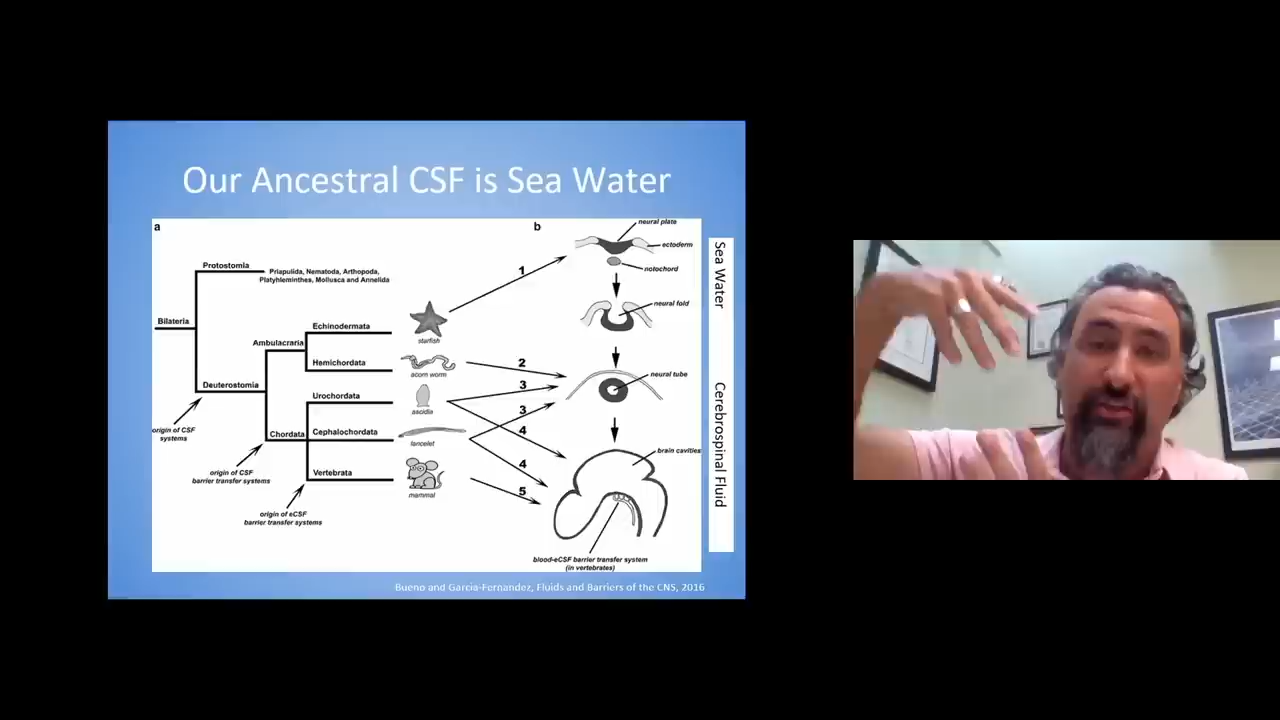 Our Ancestral CSF is Sea Water
a
Bilateria
Protostomia
Priapulida, Nematoda, Arthopoda,
Platyhleminthes, Mollusca and Annelida
Deuterostomia
origin of CSF
systems
Ambulacraria
Echinodermata
starfish
Hemichordata
acorn worm
Chordata
Urochordata
ascidia
Cephalochordata
lancelet
Vertebrata
mammal
origin of CSF
barrier transfer systems
origin of eCSF
barrier transfer systems
1
2
3
3
4
4
5
b
neural plate
ectoderm
notochord
neural fold
neural tube
brain cavities
blood-eCSF barrier transfer system
(in vertebrates)
Sea Water
Cerebrospinal Fluid
Bueno and Garcia-Fernandez, Fluids and Barriers of the CNS, 2016